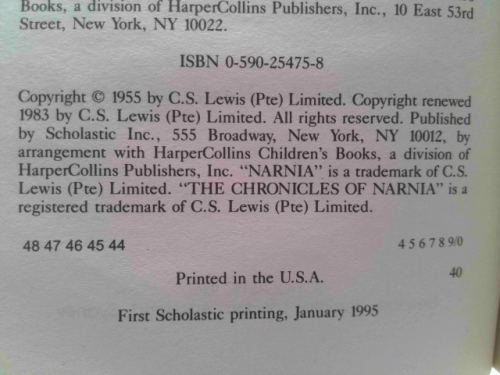 Books, a division of HarperCollins Publishers, Inc., 10 East 53rd
Street, New York, NY 10022.
ISBN 0-590-25475-8
Copyright © 1955 by C.S. Lewis (Pte) Limited. Copyright renewed
1983 by C.S. Lewis (Pte) Limited. All rights reserved. Published
by Scholastic Inc., 555 Broadway, New York, NY 10012, by
arrangement with HarperCollins Children's Books, a division of
HarperCollins Publishers, Inc. “NARNIA” is a trademark of C.S.
Lewis (Pte) Limited. “THE CHRONICLES OF NARNIA” is a
registered trademark of C.S. Lewis (Pte) Limited.
48 47 46 45 44 4 5 6 7 8 9/0
Printed in the U.S.A. 40
First Scholastic printing, January 1995